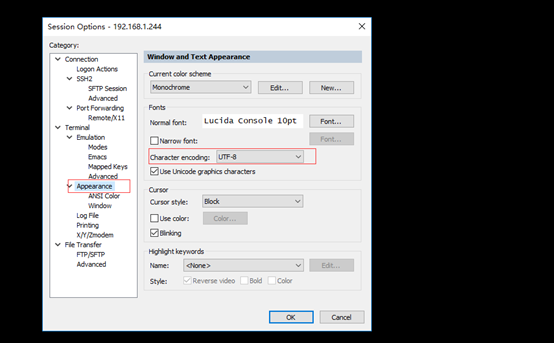 Session Options - 192.168.1.244
Category:
Connection
Logon Actions
SSH2
SFTP Session
Advanced
Port Forwarding
Remote/X11
Terminal
Emulation
Modes
Emacs
Mapped Keys
Advanced
Appearance
ANSI Color
Window
Log File
Printing
X/Y/Zmodem
File Transfer
FTP/SFTP
Advanced
Window and Text Appearance
Current color scheme
Monochrome Edit... New...
Fonts
Normal font: Lucida Console 10pt Font...
Narrow font: Font...
Character encoding: UTF-8
Use Unicode graphics characters
Cursor
Cursor style: Block
Use color: Color...
Blinking
Highlight keywords
Name: <None> Edit...
Style: Reverse video Bold Color
OK Cancel